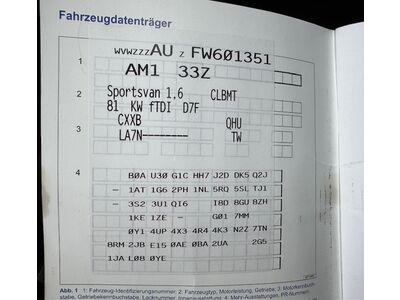 Fahrzeugdatenträger
WVWZZZAU Z FW601351
1
AM1 33Z
2
Sportsvan 1,6 CLBMT
81 KW fTDI D7F
CXXB QHU
3
LA7N-------- TW
4
B0A U30 G1C HH7 J2D DK5 Q2J
– 1AT 1G6 2PH 1NL 5RQ 5SL TJ1
– 3S2 3U1 QI6 I8D 8GU 8ZH
1KE 1ZE – G01 7MM
0Y1 4UP 4X3 4R4 4K3 N2Z 7TN
8RM 2JB E15 0AE 0BA 2UA 2G5
1JA L0B 0YE
Abb. 1 1: Fahrzeug-Identifizierungsnummer; 2: Fahrzeugtyp, Motorleistung, Getriebe; 3: Motorkennbuch-
stabe, Getriebekennbuchstabe, Lacknummer, Innenausstattung; 4: Mehr-Ausstattungen, PR-Nummern.